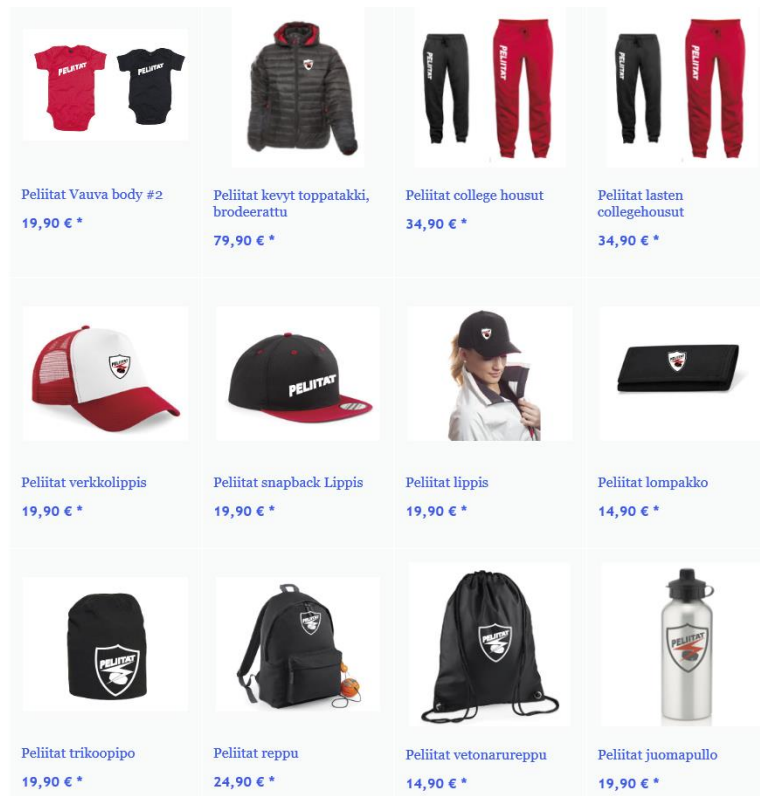 PELIITAT
PELIITAT
PELIITAT
PELIITAT
PELIITAT
PELIITAT
Peliitat Vauva body #2
19,90 € *
Peliitat kevyt toppatakki,
brodeerattu
79,90 € *
Peliitat college housut
34,90 € *
Peliitat lasten
collegehousut
34,90 € *
PELIITAT
PELIITAT
PELIITAT
Peliitat verkkolippis
19,90 € *
Peliitat snapback Lippis
19,90 € *
Peliitat lippis
19,90 € *
Peliitat lompakko
14,90 € *
PELIITAT
PELIITAT
PELIITAT
PELIITAT
Peliitat trikoopipo
19,90 € *
Peliitat reppu
24,90 € *
Peliitat vetonarureppu
14,90 € *
Peliitat juomapullo
19,90 € *